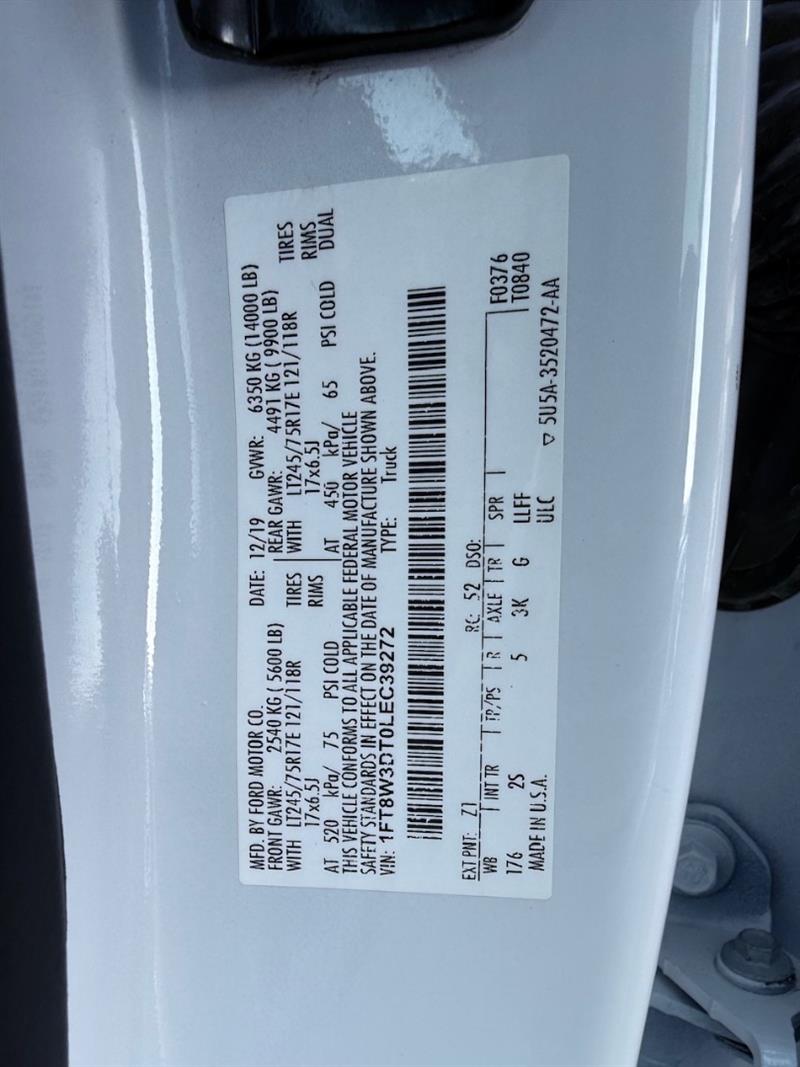 MFD. BY FORD MOTOR CO.
DATE: 12/19 GVWR: 6350 KG (14000 LB)
FRONT GAWR: 2540 KG ( 5600 LB) REAR GAWR: 4491 KG ( 9900 LB)
WITH LT245/75R17E 121/118R TIRES WITH LT245/75R17E 121/118R TIRES
17x6.5J RIMS 17x6.5J RIMS
AT 520 kPa/ 75 PSI COLD AT 450 kPa/ 65 PSI COLD DUAL
THIS VEHICLE CONFORMS TO ALL APPLICABLE FEDERAL MOTOR VEHICLE
SAFETY STANDARDS IN EFFECT ON THE DATE OF MANUFACTURE SHOWN ABOVE.
VIN: 1FT8W3DT0LEC39272 TYPE: Truck
EXT PNT: Z1 RC: 52 DSO:
WB INT TR TP/PS R AXLE TR SPR F0376
176 2S 5 3K G LLFF T0840
MADE IN U.S.A. ULC 5U5A-3520472-AA